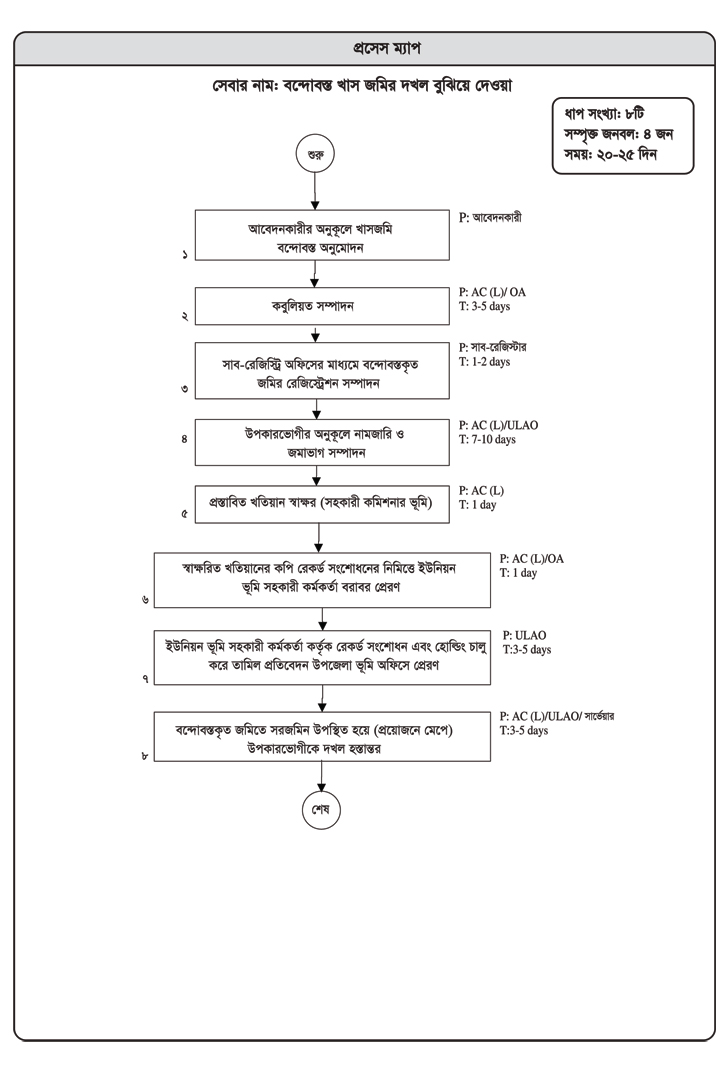 প্রসেস ম্যাপ
সেবার নাম: বন্দোবস্ত খাস জমির দখল বুঝিয়ে দেওয়া
ধাপ সংখ্যা: ৮টি
সম্পৃক্ত জনবল: ৪ জন
সময়: ২০-২৫ দিন
শুরু
আবেদনকারীর অনুকূলে খাসজমি
বন্দোবস্ত অনুমোদন
১
P: আবেদনকারী
কবুলিয়ত সম্পাদন
২
P: AC (L)/ OA
T: 3-5 days
সাব-রেজিস্ট্রি অফিসের মাধ্যমে বন্দোবস্তকৃত
জমির রেজিস্ট্রেশন সম্পাদন
৩
P: সাব-রেজিস্টার
T: 1-2 days
উপকারভোগীর অনুকূলে নামজারি ও
জমাভাগ সম্পাদন
৪
P: AC (L)/ULAO
T: 7-10 days
প্রস্তাবিত খতিয়ান স্বাক্ষর (সহকারী কমিশনার ভূমি)
৫
P: AC (L)
T: 1 day
স্বাক্ষরিত খতিয়ানের কপি রেকর্ড সংশোধনের নিমিত্তে ইউনিয়ন
ভূমি সহকারী কর্মকর্তা বরাবর প্রেরণ
৬
P: AC (L)/OA
T: 1 day
ইউনিয়ন ভূমি সহকারী কর্মকর্তা কর্তৃক রেকর্ড সংশোধন এবং হোল্ডিং চালু
করে তামিল প্রতিবেদন উপজেলা ভূমি অফিসে প্রেরণ
৭
P: ULAO
T:3-5 days
বন্দোবস্তকৃত জমিতে সরজমিন উপস্থিত হয়ে (প্রয়োজনে মেপে)
উপকারভোগীকে দখল হস্তান্তর
৮
P: AC (L)/ULAO/ সার্ভেয়ার
T:3-5 days
শেষ